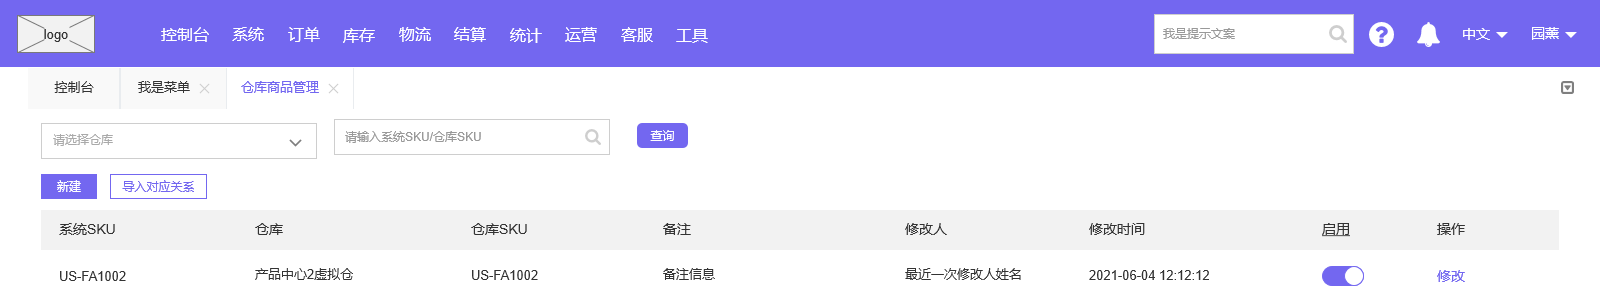 logo 控制台 系统 订单 库存 物流 结算 统计 运营 客服 工具 我是提示文案 ? 中文 园薰
控制台 我是菜单 仓库商品管理
请选择仓库 请输入系统SKU/仓库SKU 查询
新建 导入对应关系
系统SKU 仓库 仓库SKU 备注 修改人 修改时间 启用 操作
US-FA1002 产品中心2虚拟仓 US-FA1002 备注信息 最近一次修改人姓名 2021-06-04 12:12:12 修改